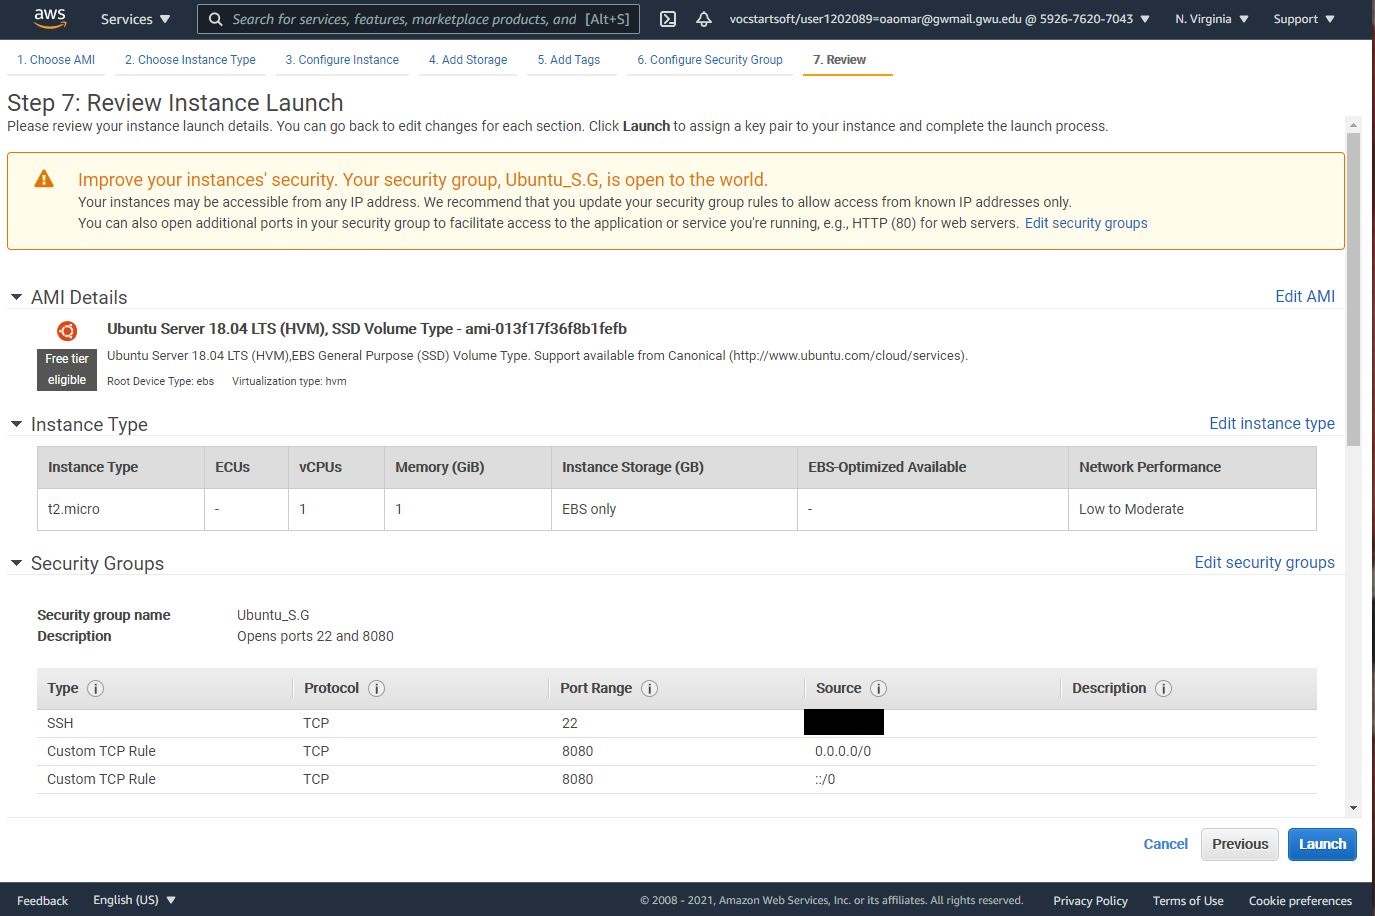 aws Services Search for services, features, marketplace products, and [Alt+S] vocstartsoft/user1202089=oaomar@gwmail.gwu.edu @ 5926-7620-7043 N. Virginia Support
1. Choose AMI 2. Choose Instance Type 3. Configure Instance 4. Add Storage 5. Add Tags 6. Configure Security Group 7. Review
Step 7: Review Instance Launch
Please review your instance launch details. You can go back to edit changes for each section. Click Launch to assign a key pair to your instance and complete the launch process.
Improve your instances' security. Your security group, Ubuntu_S.G, is open to the world.
Your instances may be accessible from any IP address. We recommend that you update your security group rules to allow access from known IP addresses only.
You can also open additional ports in your security group to facilitate access to the application or service you're running, e.g., HTTP (80) for web servers. Edit security groups
AMI Details Edit AMI
Ubuntu Server 18.04 LTS (HVM), SSD Volume Type - ami-013f17f36f8b1fefb
Free tier eligible
Ubuntu Server 18.04 LTS (HVM),EBS General Purpose (SSD) Volume Type. Support available from Canonical (http://www.ubuntu.com/cloud/services).
Root Device Type: ebs Virtualization type: hvm
Instance Type Edit instance type
Instance Type ECUs vCPUs Memory (GiB) Instance Storage (GB) EBS-Optimized Available Network Performance
t2.micro - 1 1 EBS only - Low to Moderate
Security Groups Edit security groups
Security group name Ubuntu_S.G
Description Opens ports 22 and 8080
Type Protocol Port Range Source Description
SSH TCP 22
Custom TCP Rule TCP 8080 0.0.0.0/0
Custom TCP Rule TCP 8080 ::/0
Cancel Previous Launch
Feedback English (US) © 2008 - 2021, Amazon Web Services, Inc. or its affiliates. All rights reserved. Privacy Policy Terms of Use Cookie preferences